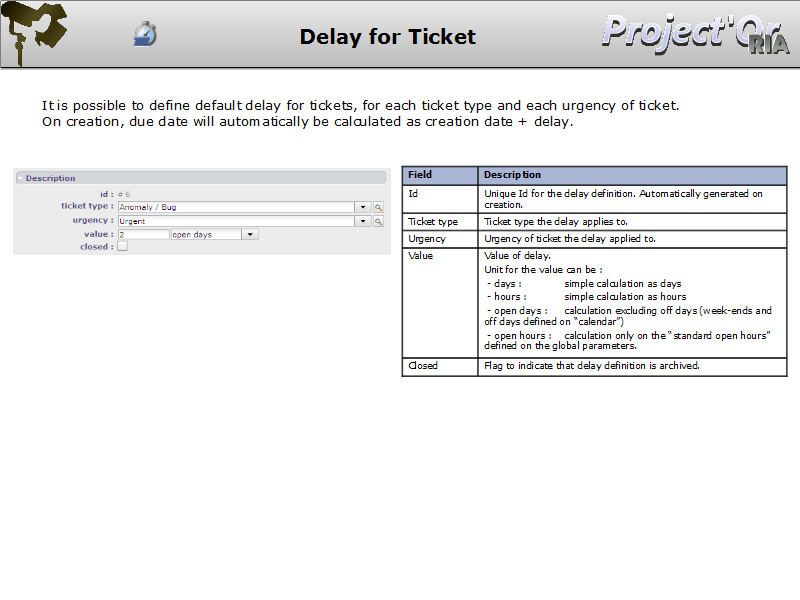 Delay for Ticket
Project'Or
RIA
It is possible to define default delay for tickets, for each ticket type and each urgency of ticket.
On creation, due date will automatically be calculated as creation date + delay.
Description
id : # 6
ticket type : Anomaly / Bug
urgency : Urgent
value : 2 open days
closed :
Field Description
Id Unique Id for the delay definition. Automatically generated on
creation.
Ticket type Ticket type the delay applies to.
Urgency Urgency of ticket the delay applied to.
Value Value of delay.
Unit for the value can be :
- days : simple calculation as days
- hours : simple calculation as hours
- open days : calculation excluding off days (week-ends and
off days defined on “calendar”)
- open hours : calculation only on the “standard open hours”
defined on the global parameters.
Closed Flag to indicate that delay definition is archived.